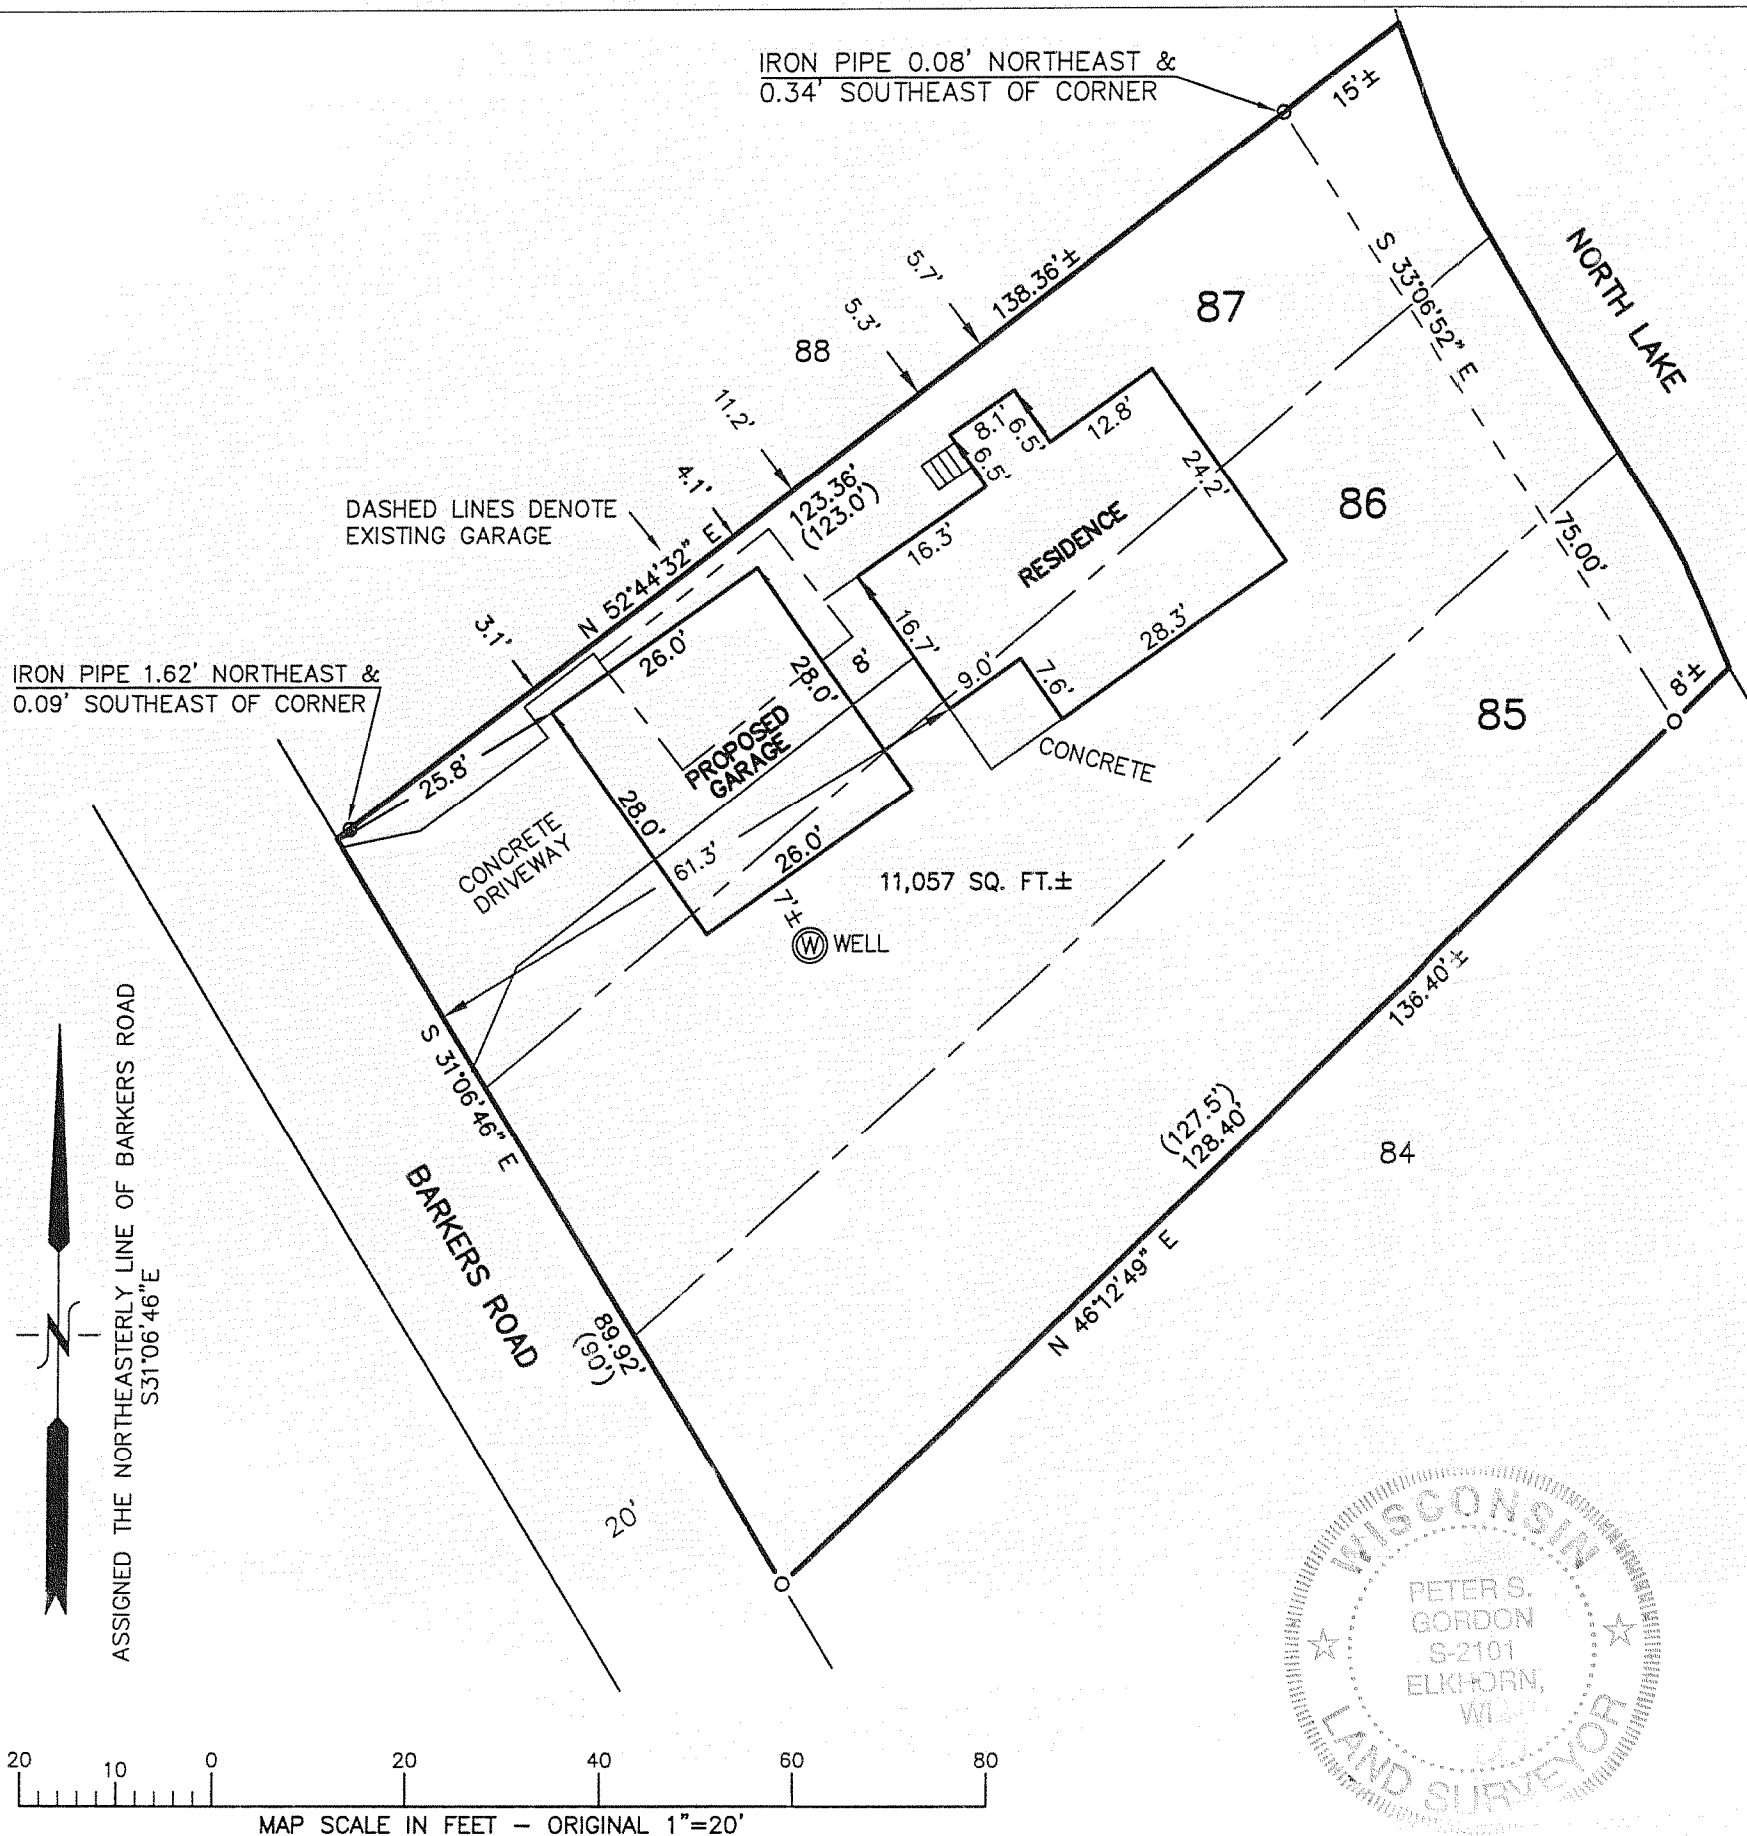 IRON PIPE 0.08' NORTHEAST &
0.34' SOUTHEAST OF CORNER
15'±
S 33°06'52" E
NORTH LAKE
138.36'±
5.7'
5.3'
88
87
11.2'
8.1'
6.5'
12.8'
6.5'
24.2'
4.1'
123.36'
(123.0')
DASHED LINES DENOTE
EXISTING GARAGE
86
RESIDENCE
16.3'
75.00'
N 52°44'32" E
3.1'
26.0'
16.7'
28.3'
28.0'
8'
9.0'
7.6'
8'±
IRON PIPE 1.62' NORTHEAST &
0.09' SOUTHEAST OF CORNER
85
PROPOSED
GARAGE
CONCRETE
25.8'
28.0'
CONCRETE
DRIVEWAY
61.3'
26.0'
11,057 SQ. FT.±
7'±
W WELL
136.40'±
S 31°06'46" E
(127.5')
128.40'
84
BARKERS ROAD
N 46°12'49" E
89.92'
(90')
20'
N
ASSIGNED THE NORTHEASTERLY LINE OF BARKERS ROAD
S31°06'46"E
WISCONSIN
PETER S.
GORDON
S-2101
ELKHORN,
WI
LAND SURVEYOR
20 10 0 20 40 60 80
MAP SCALE IN FEET – ORIGINAL 1"=20'